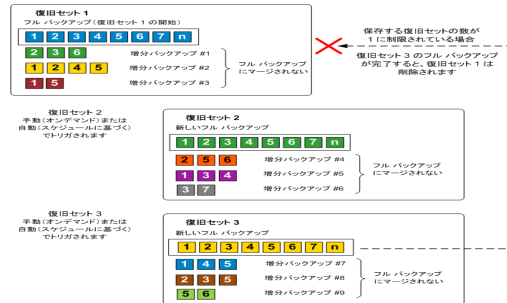 復旧セット 1
フル バックアップ(復旧セット 1 の開始)
1 2 3 4 5 6 7 n
2 3 6 増分バックアップ #1
1 2 4 5 増分バックアップ #2
1 5 増分バックアップ #3
フル バックアップ
にマージされない
保存する復旧セットの数が
1 に制限されている場合
復旧セット 3 のフル バックアップ
が完了すると、復旧セット 1 は
削除されます
復旧セット 2
手動(オンデマンド)または
自動(スケジュールに基づく)
でトリガされます
復旧セット 2
新しいフル バックアップ
1 2 3 4 5 6 7 n
2 5 6 増分バックアップ #4
1 3 4 増分バックアップ #5
3 7 増分バックアップ #6
フル バックアップ
にマージされない
復旧セット 3
手動(オンデマンド)または
自動(スケジュールに基づく)
でトリガされます
復旧セット 3
新しいフル バックアップ
1 2 3 4 5 6 7 n
1 4 5 増分バックアップ #7
2 3 5 増分バックアップ #8
5 6 増分バックアップ #9
フル バックアップ
にマージされない